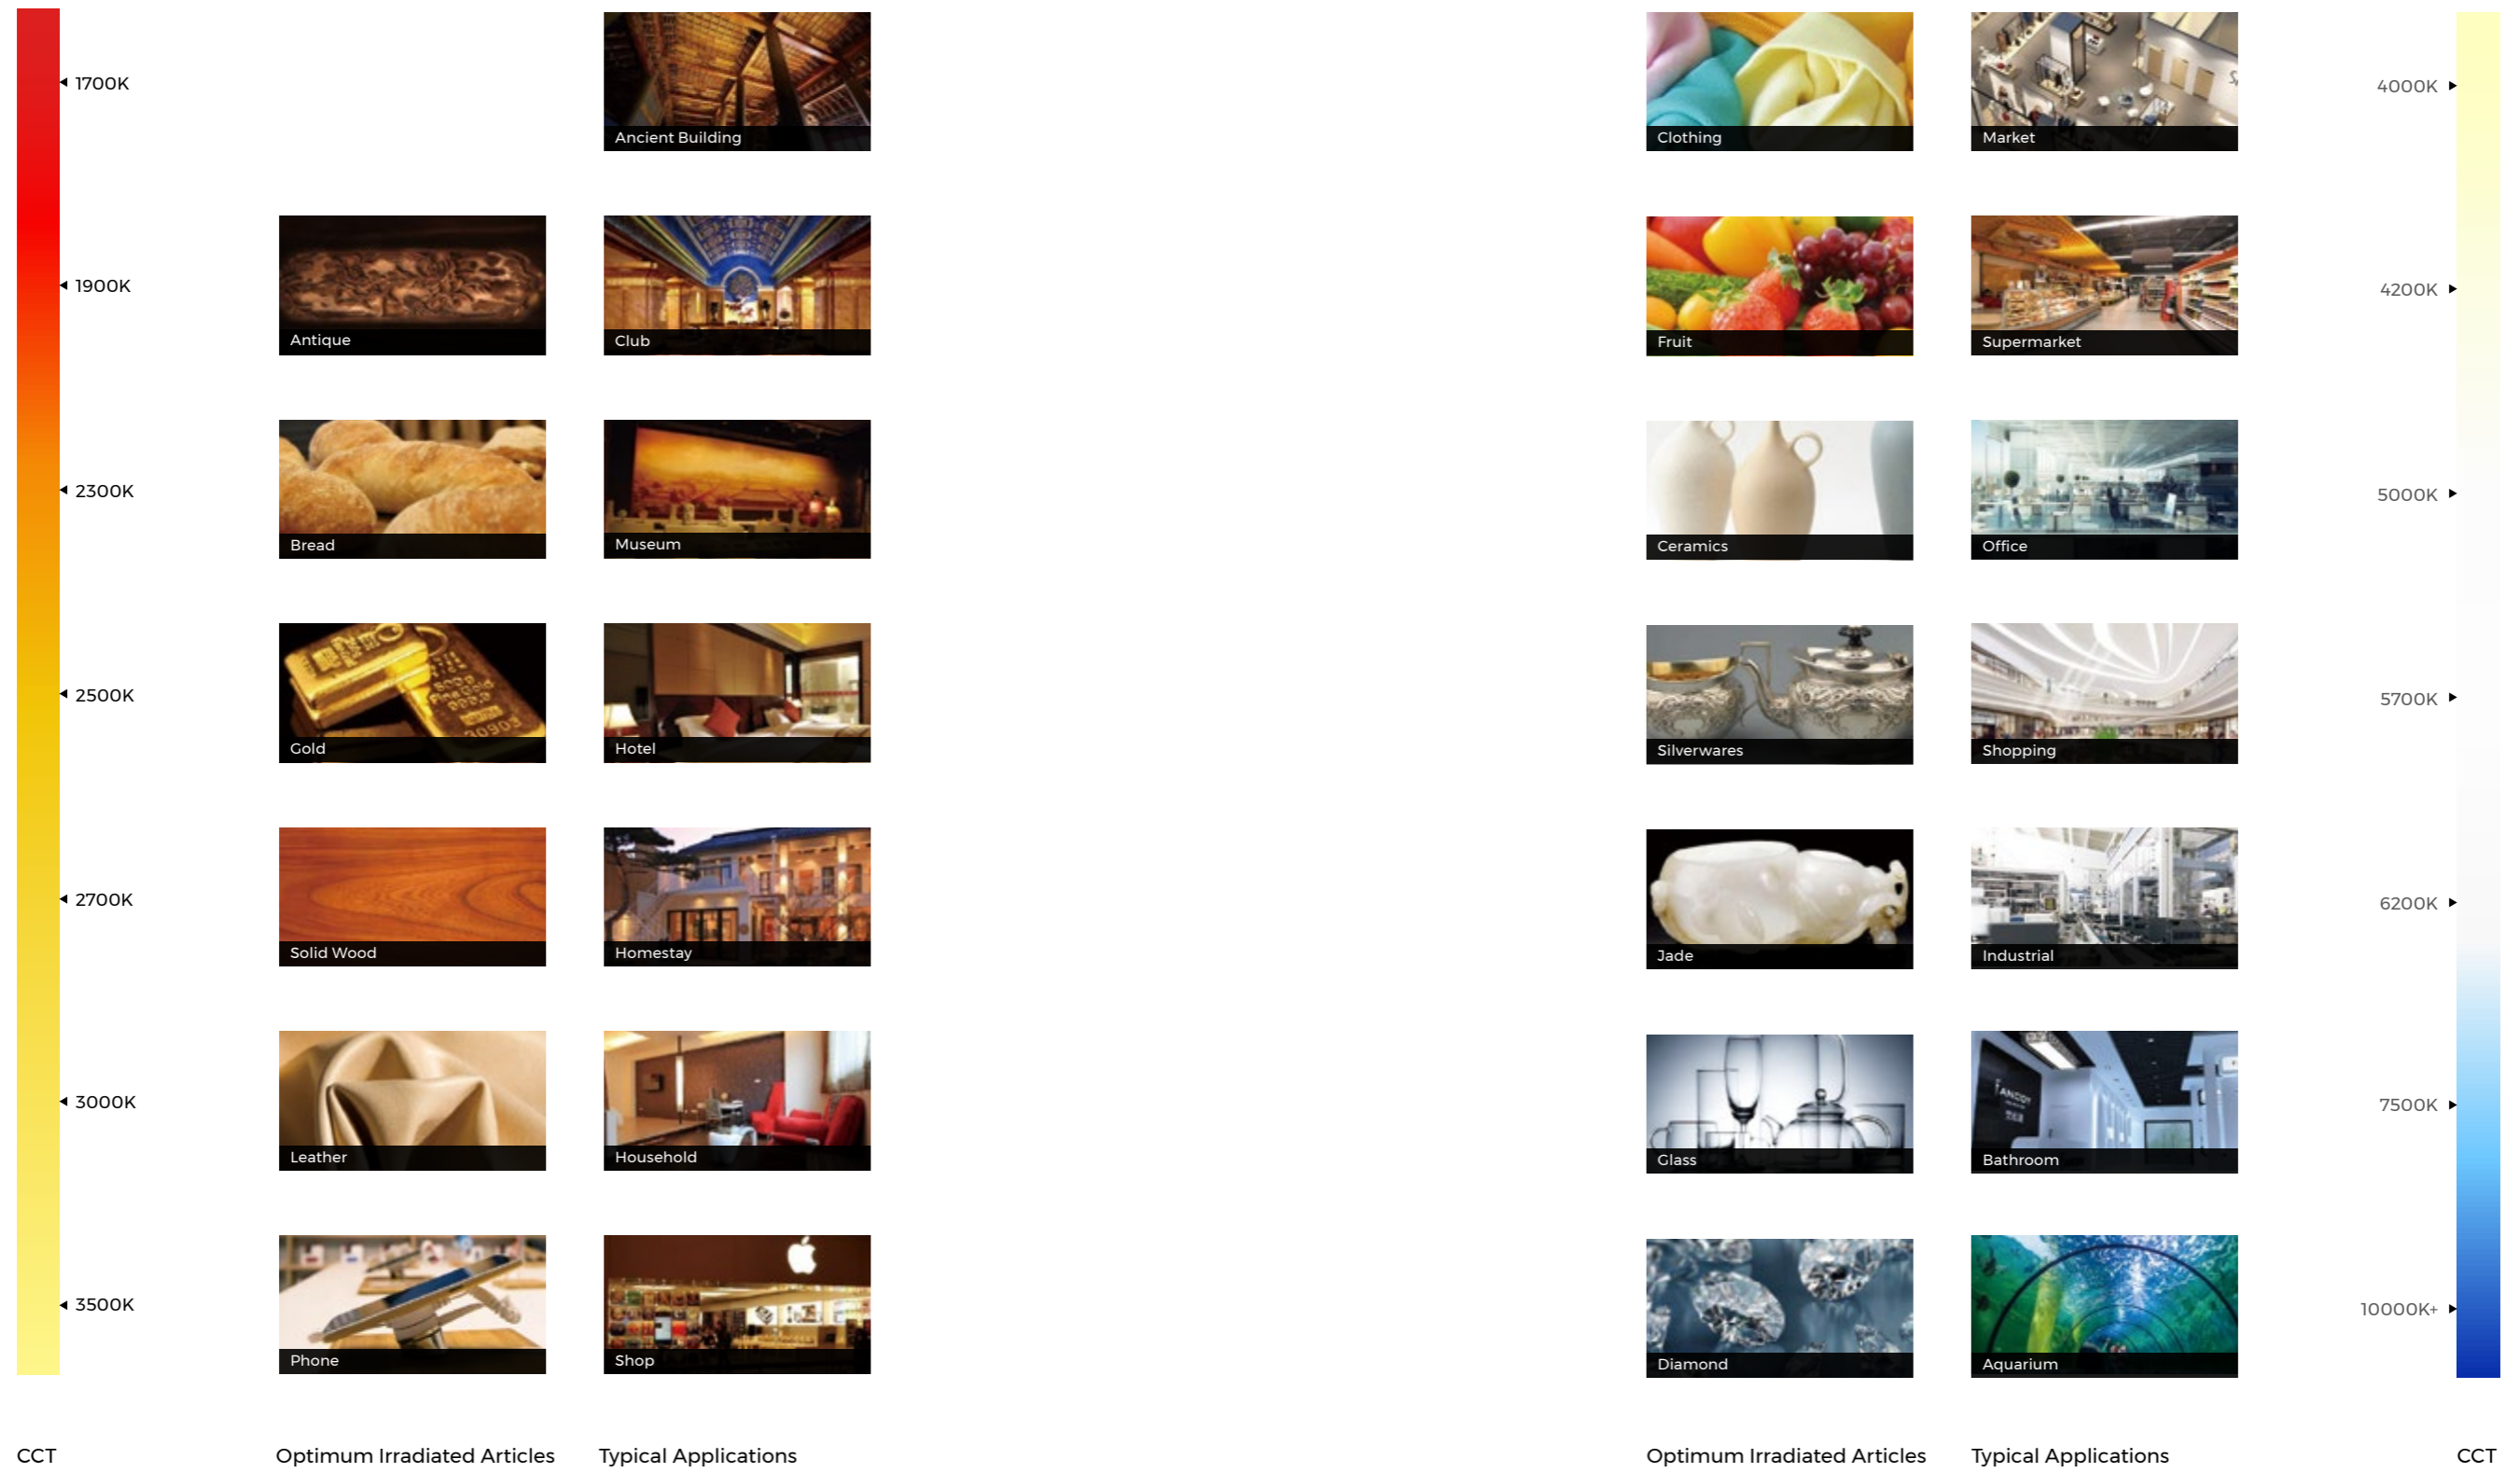 1700K
Ancient Building
1900K
Antique
Club
2300K
Bread
Museum
2500K
Gold
Hotel
2700K
Solid Wood
Homestay
3000K
Leather
Household
3500K
Phone
Shop
CCT
Optimum Irradiated Articles
Typical Applications
Clothing
Market
4000K
Fruit
Supermarket
4200K
Ceramics
Office
5000K
Silverwares
Shopping
5700K
Jade
Industrial
6200K
Glass
Bathroom
7500K
Diamond
Aquarium
10000K+
Optimum Irradiated Articles
Typical Applications
CCT